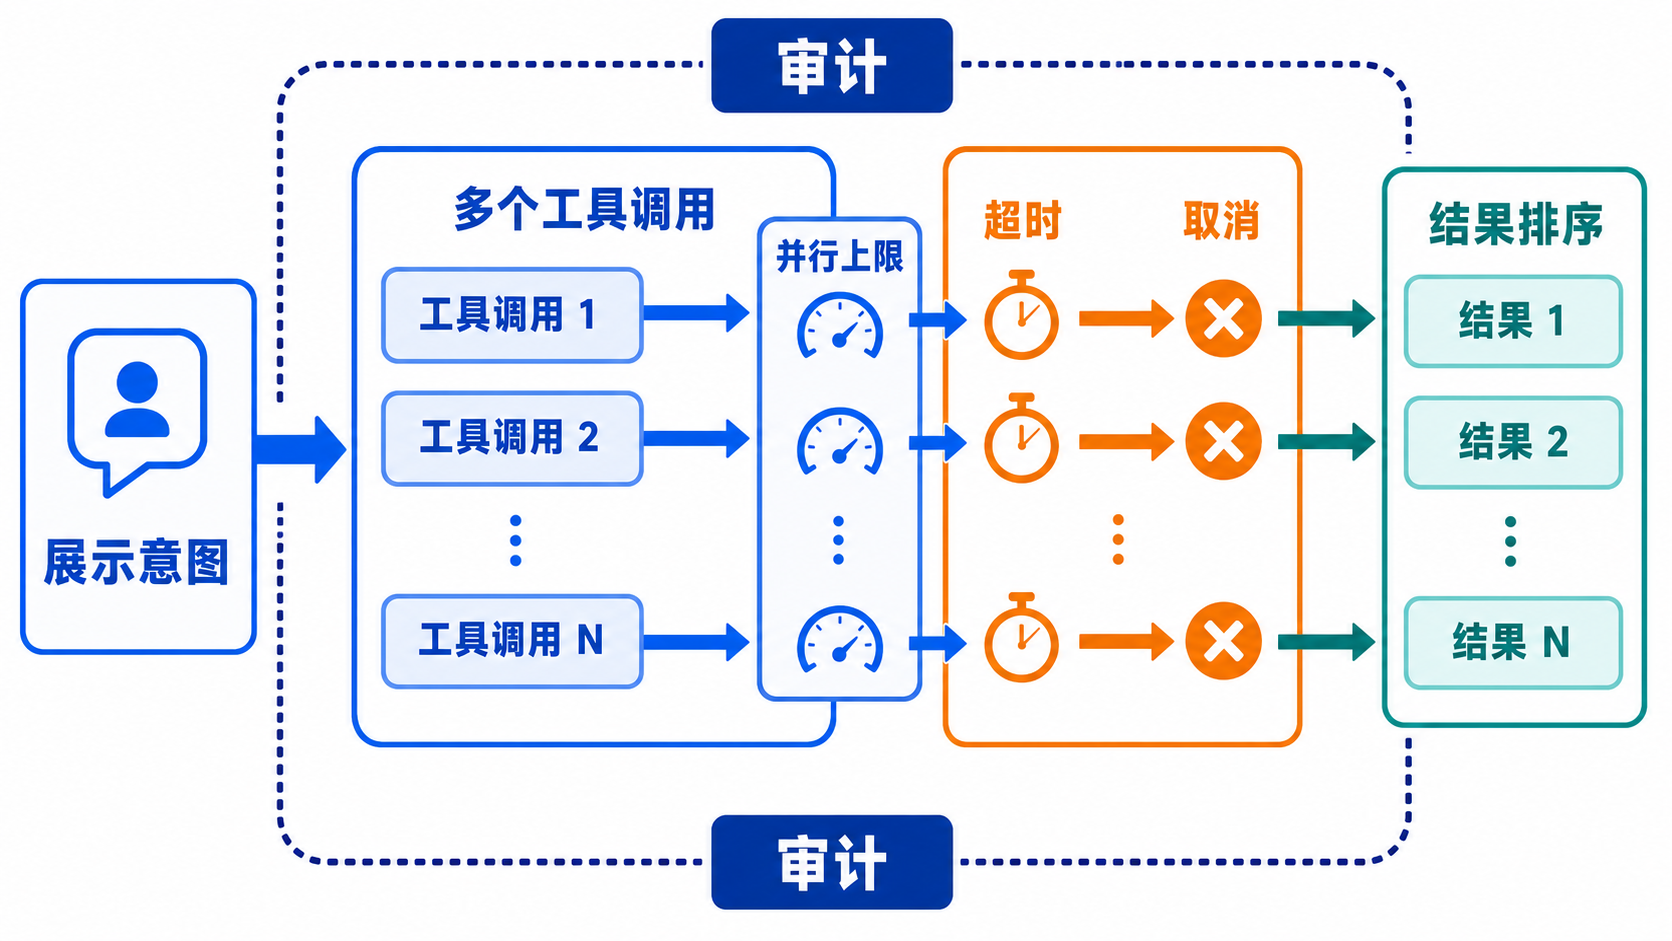 审计
展示意图
多个工具调用
工具调用 1
工具调用 2
工具调用 N
并行上限
超时
取消
结果排序
结果 1
结果 2
结果 N
审计